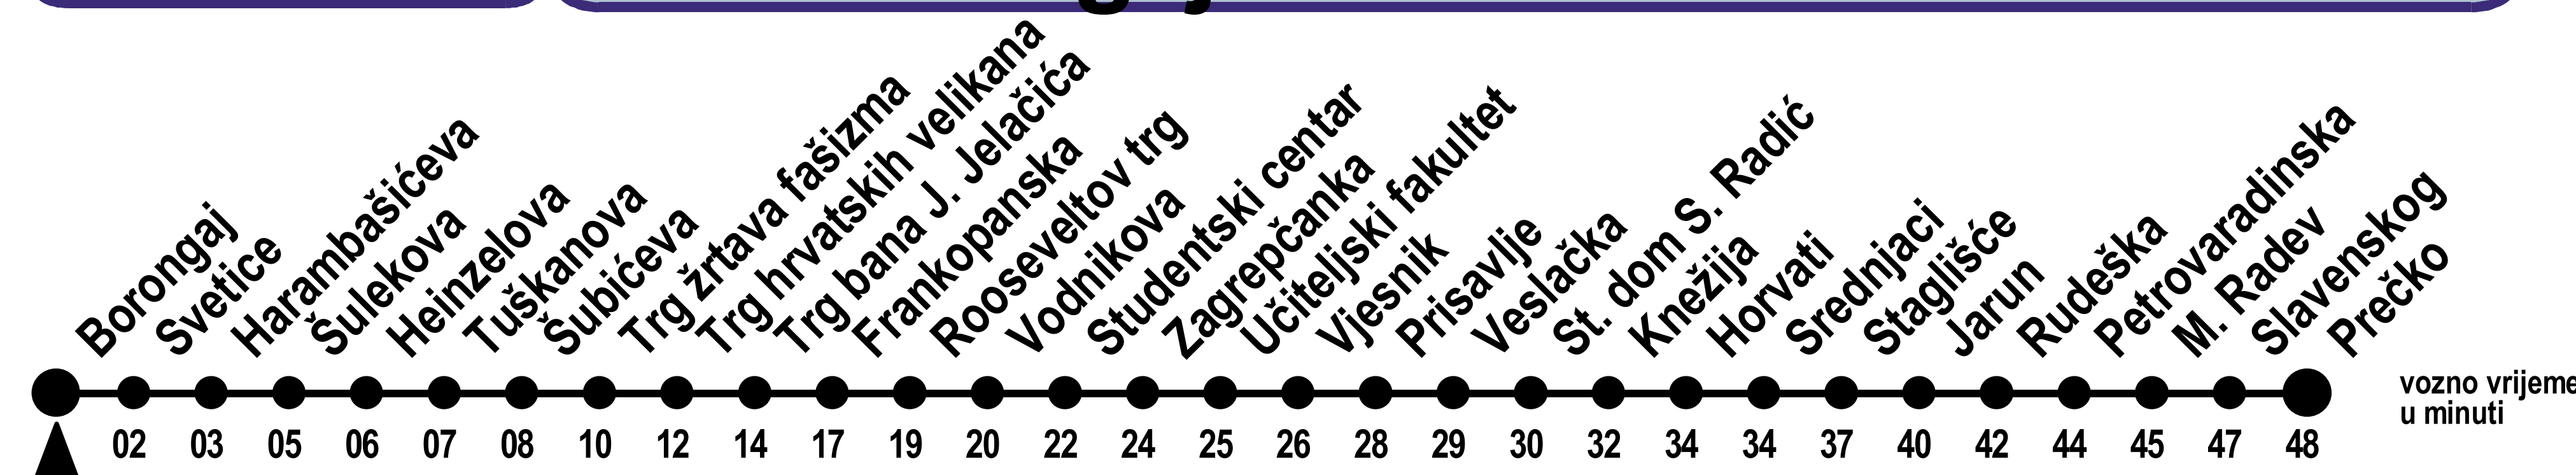 Borongaj
Svetice
Harambašićeva
Šulekova
Heinzelova
Tuškanova
Šubićeva
Trg žrtava fašizma
Trg hrvatskih velikana
Trg bana J. Jelačića
Frankopanska
Rooseveltov trg
Vodnikova
Studentski centar
Zagrepčanka
Učiteljski fakultet
Vjesnik
Prisavlje
Veslačka
St. dom S. Radić
Knežija
Horvati
Srednjaci
Staglišće
Jarun
Rudeška
Petrovaradinska
M. Radev
Slavenskog
Prečko
vozno vrijeme
u minuti
02 03 05 06 07 08 10 12 14 17 19 20 22 24 25 26 28 29 30 32 34 34 37 40 42 44 45 47 48